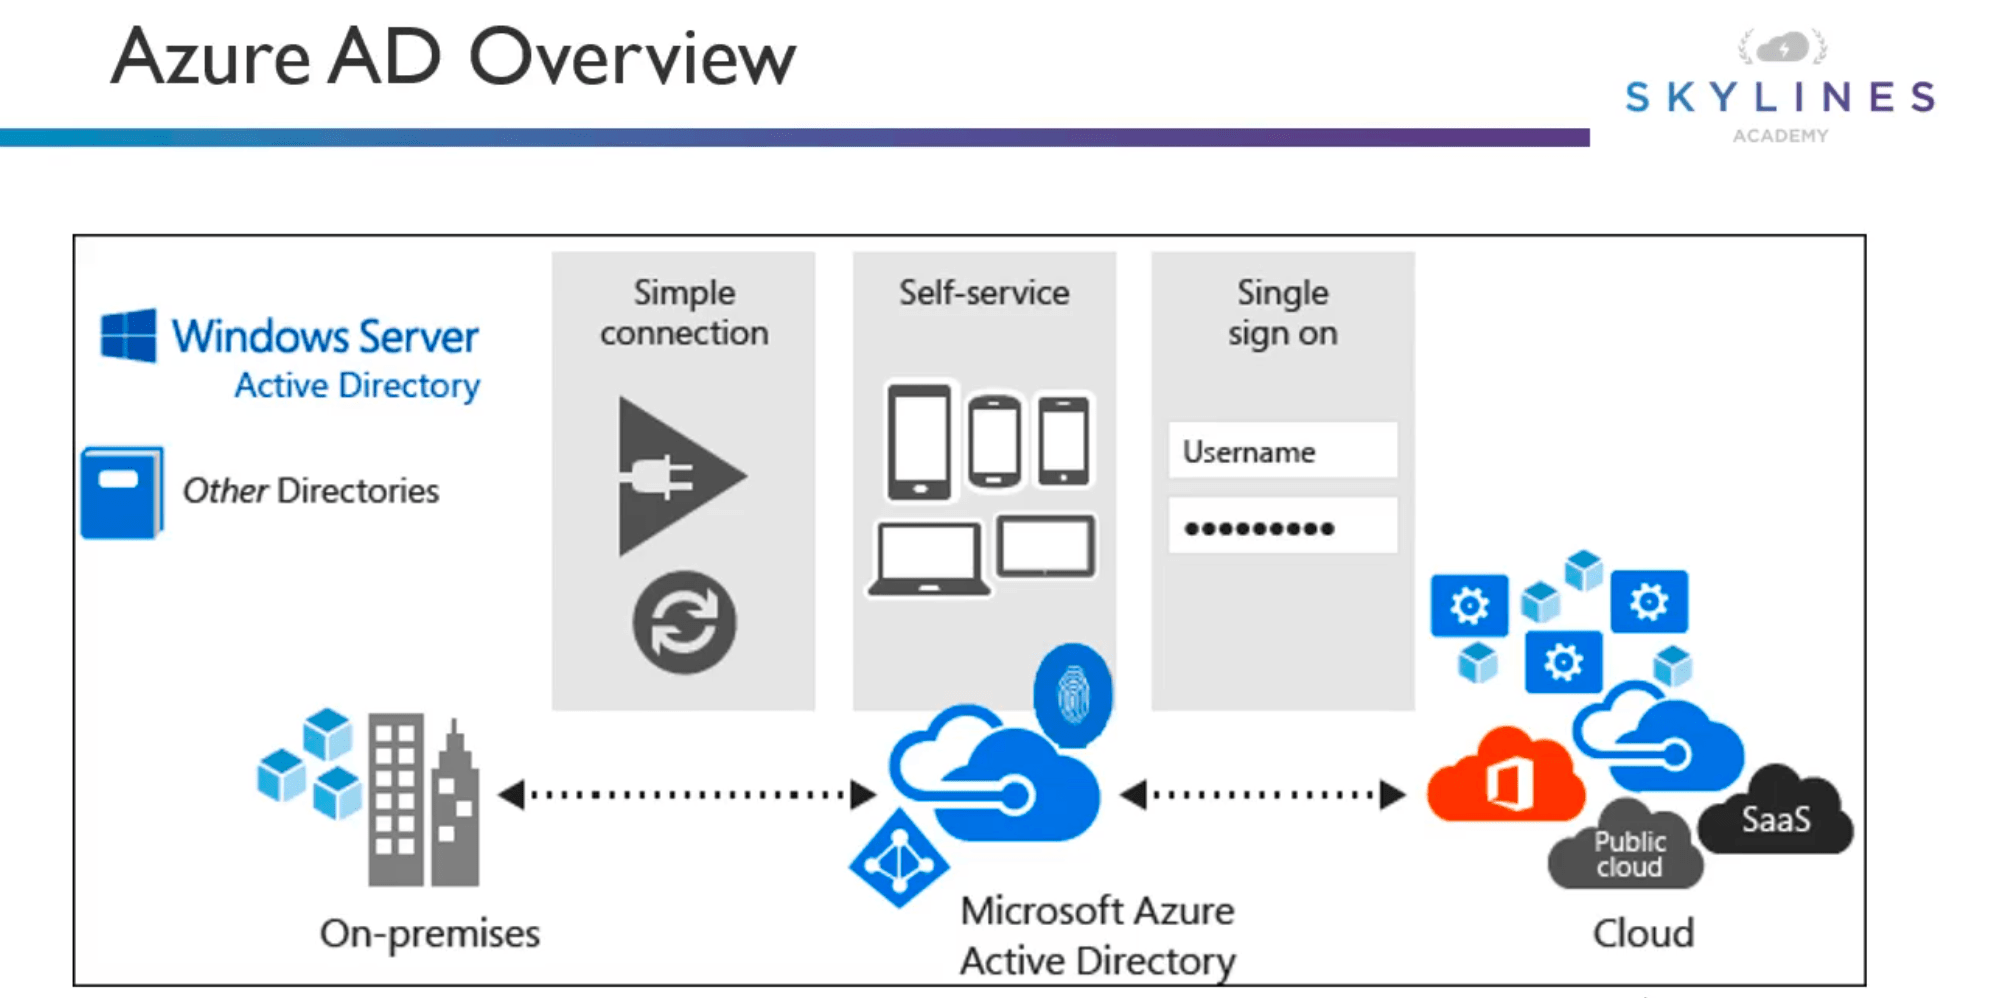 Azure AD Overview
SKYLINES
ACADEMY
Windows Server
Active Directory
Other Directories
Simple
connection
Self-service
Single
sign on
Username
On-premises
Microsoft Azure
Active Directory
Public
cloud
SaaS
Cloud